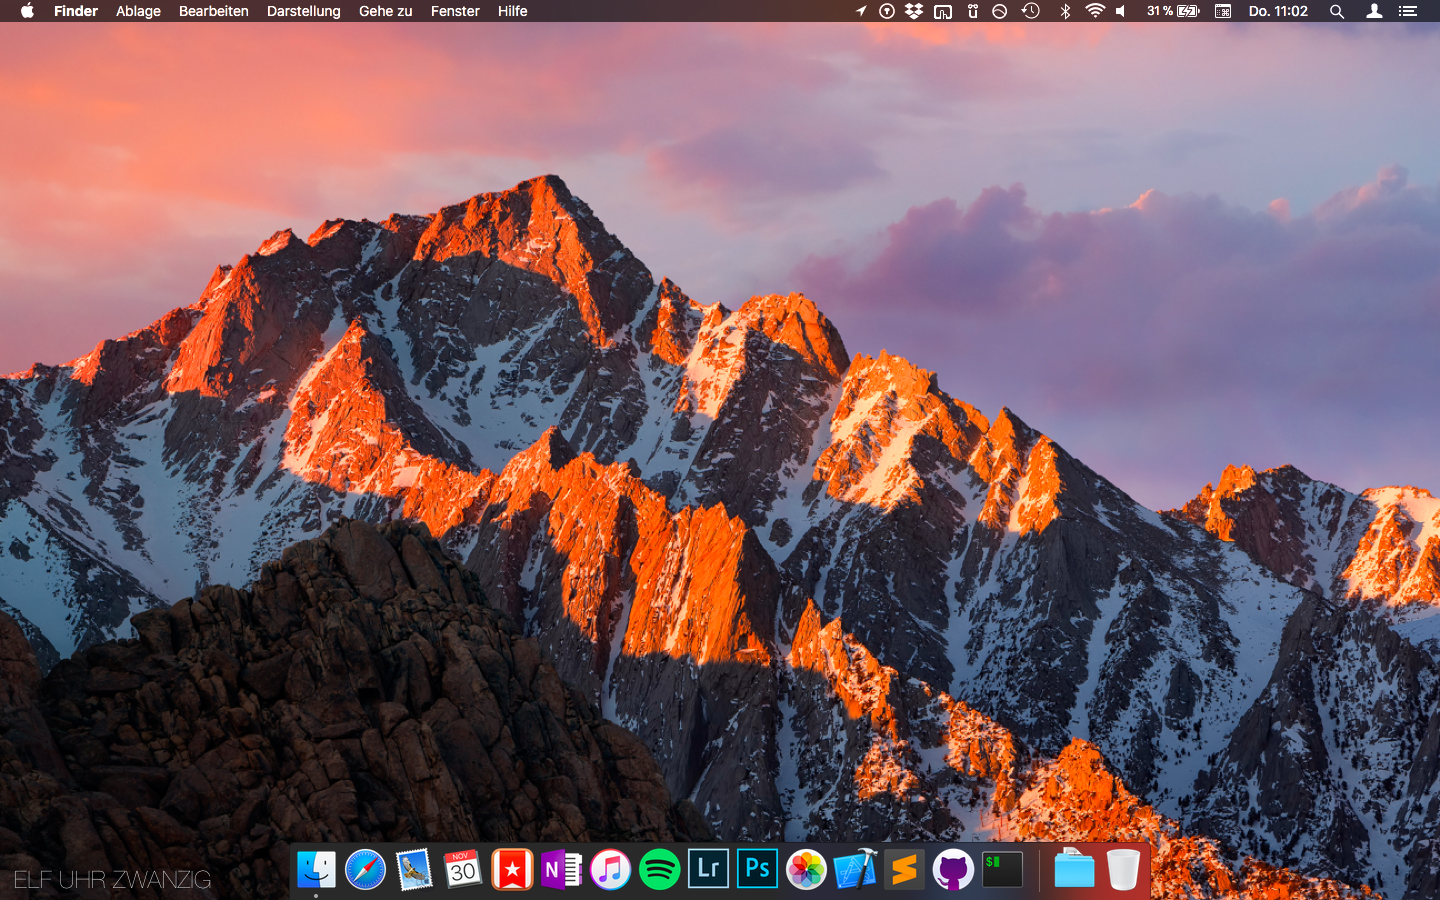 Finder Ablage Bearbeiten Darstellung Gehe zu Fenster Hilfe ü 31 % Do. 11:02
ELF UHR ZWANZIG
NOV
30
N
Lr
Ps
$